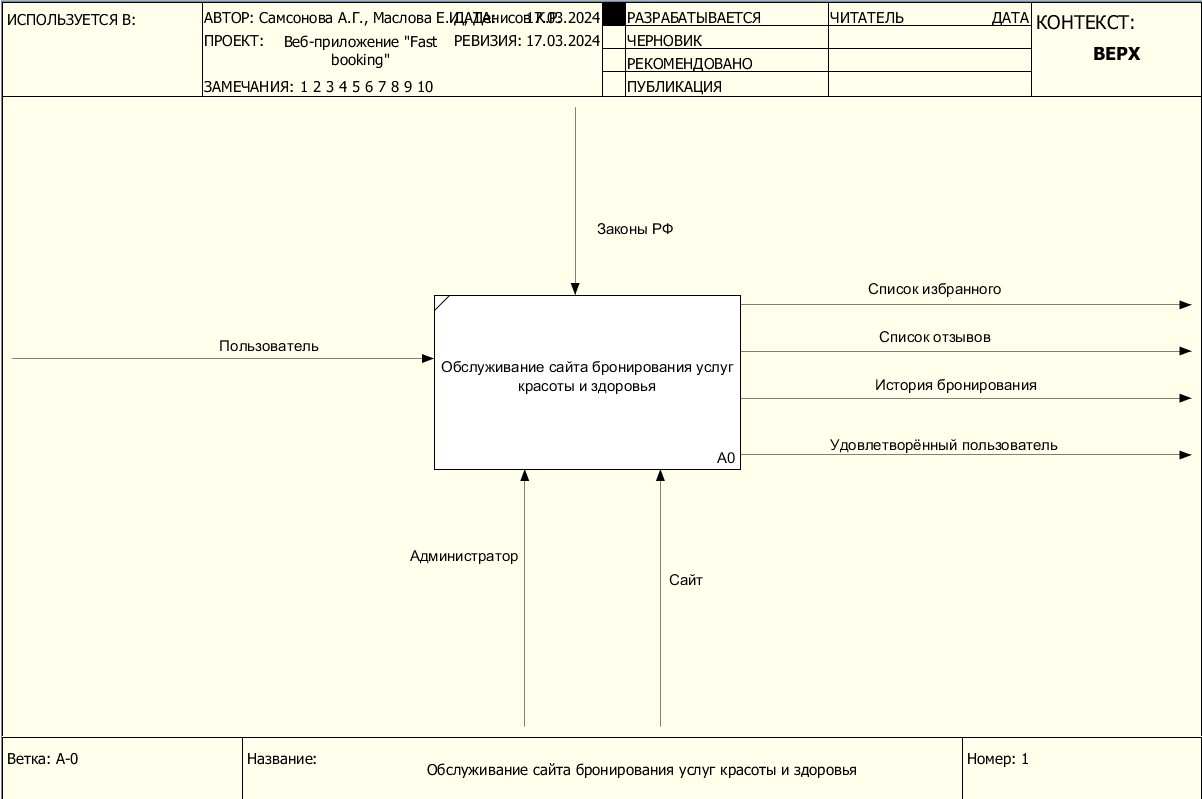 ИСПОЛЬЗУЕТСЯ В:
АВТОР: Самсонова А.Г., Маслова Е.И., Денисов К.Р.
ДАТА: 17.03.2024
ПРОЕКТ: Веб-приложение "Fast
booking"
РЕВИЗИЯ: 17.03.2024
ЗАМЕЧАНИЯ: 1 2 3 4 5 6 7 8 9 10
РАЗРАБАТЫВАЕТСЯ
ЧЕРНОВИК
РЕКОМЕНДОВАНО
ПУБЛИКАЦИЯ
ЧИТАТЕЛЬ
ДАТА
КОНТЕКСТ:
ВЕРХ
Законы РФ
Список избранного
Список отзывов
Пользователь
Обслуживание сайта бронирования услуг
красоты и здоровья
История бронирования
Удовлетворённый пользователь
A0
Администратор
Сайт
Ветка: A-0
Название:
Обслуживание сайта бронирования услуг красоты и здоровья
Номер: 1